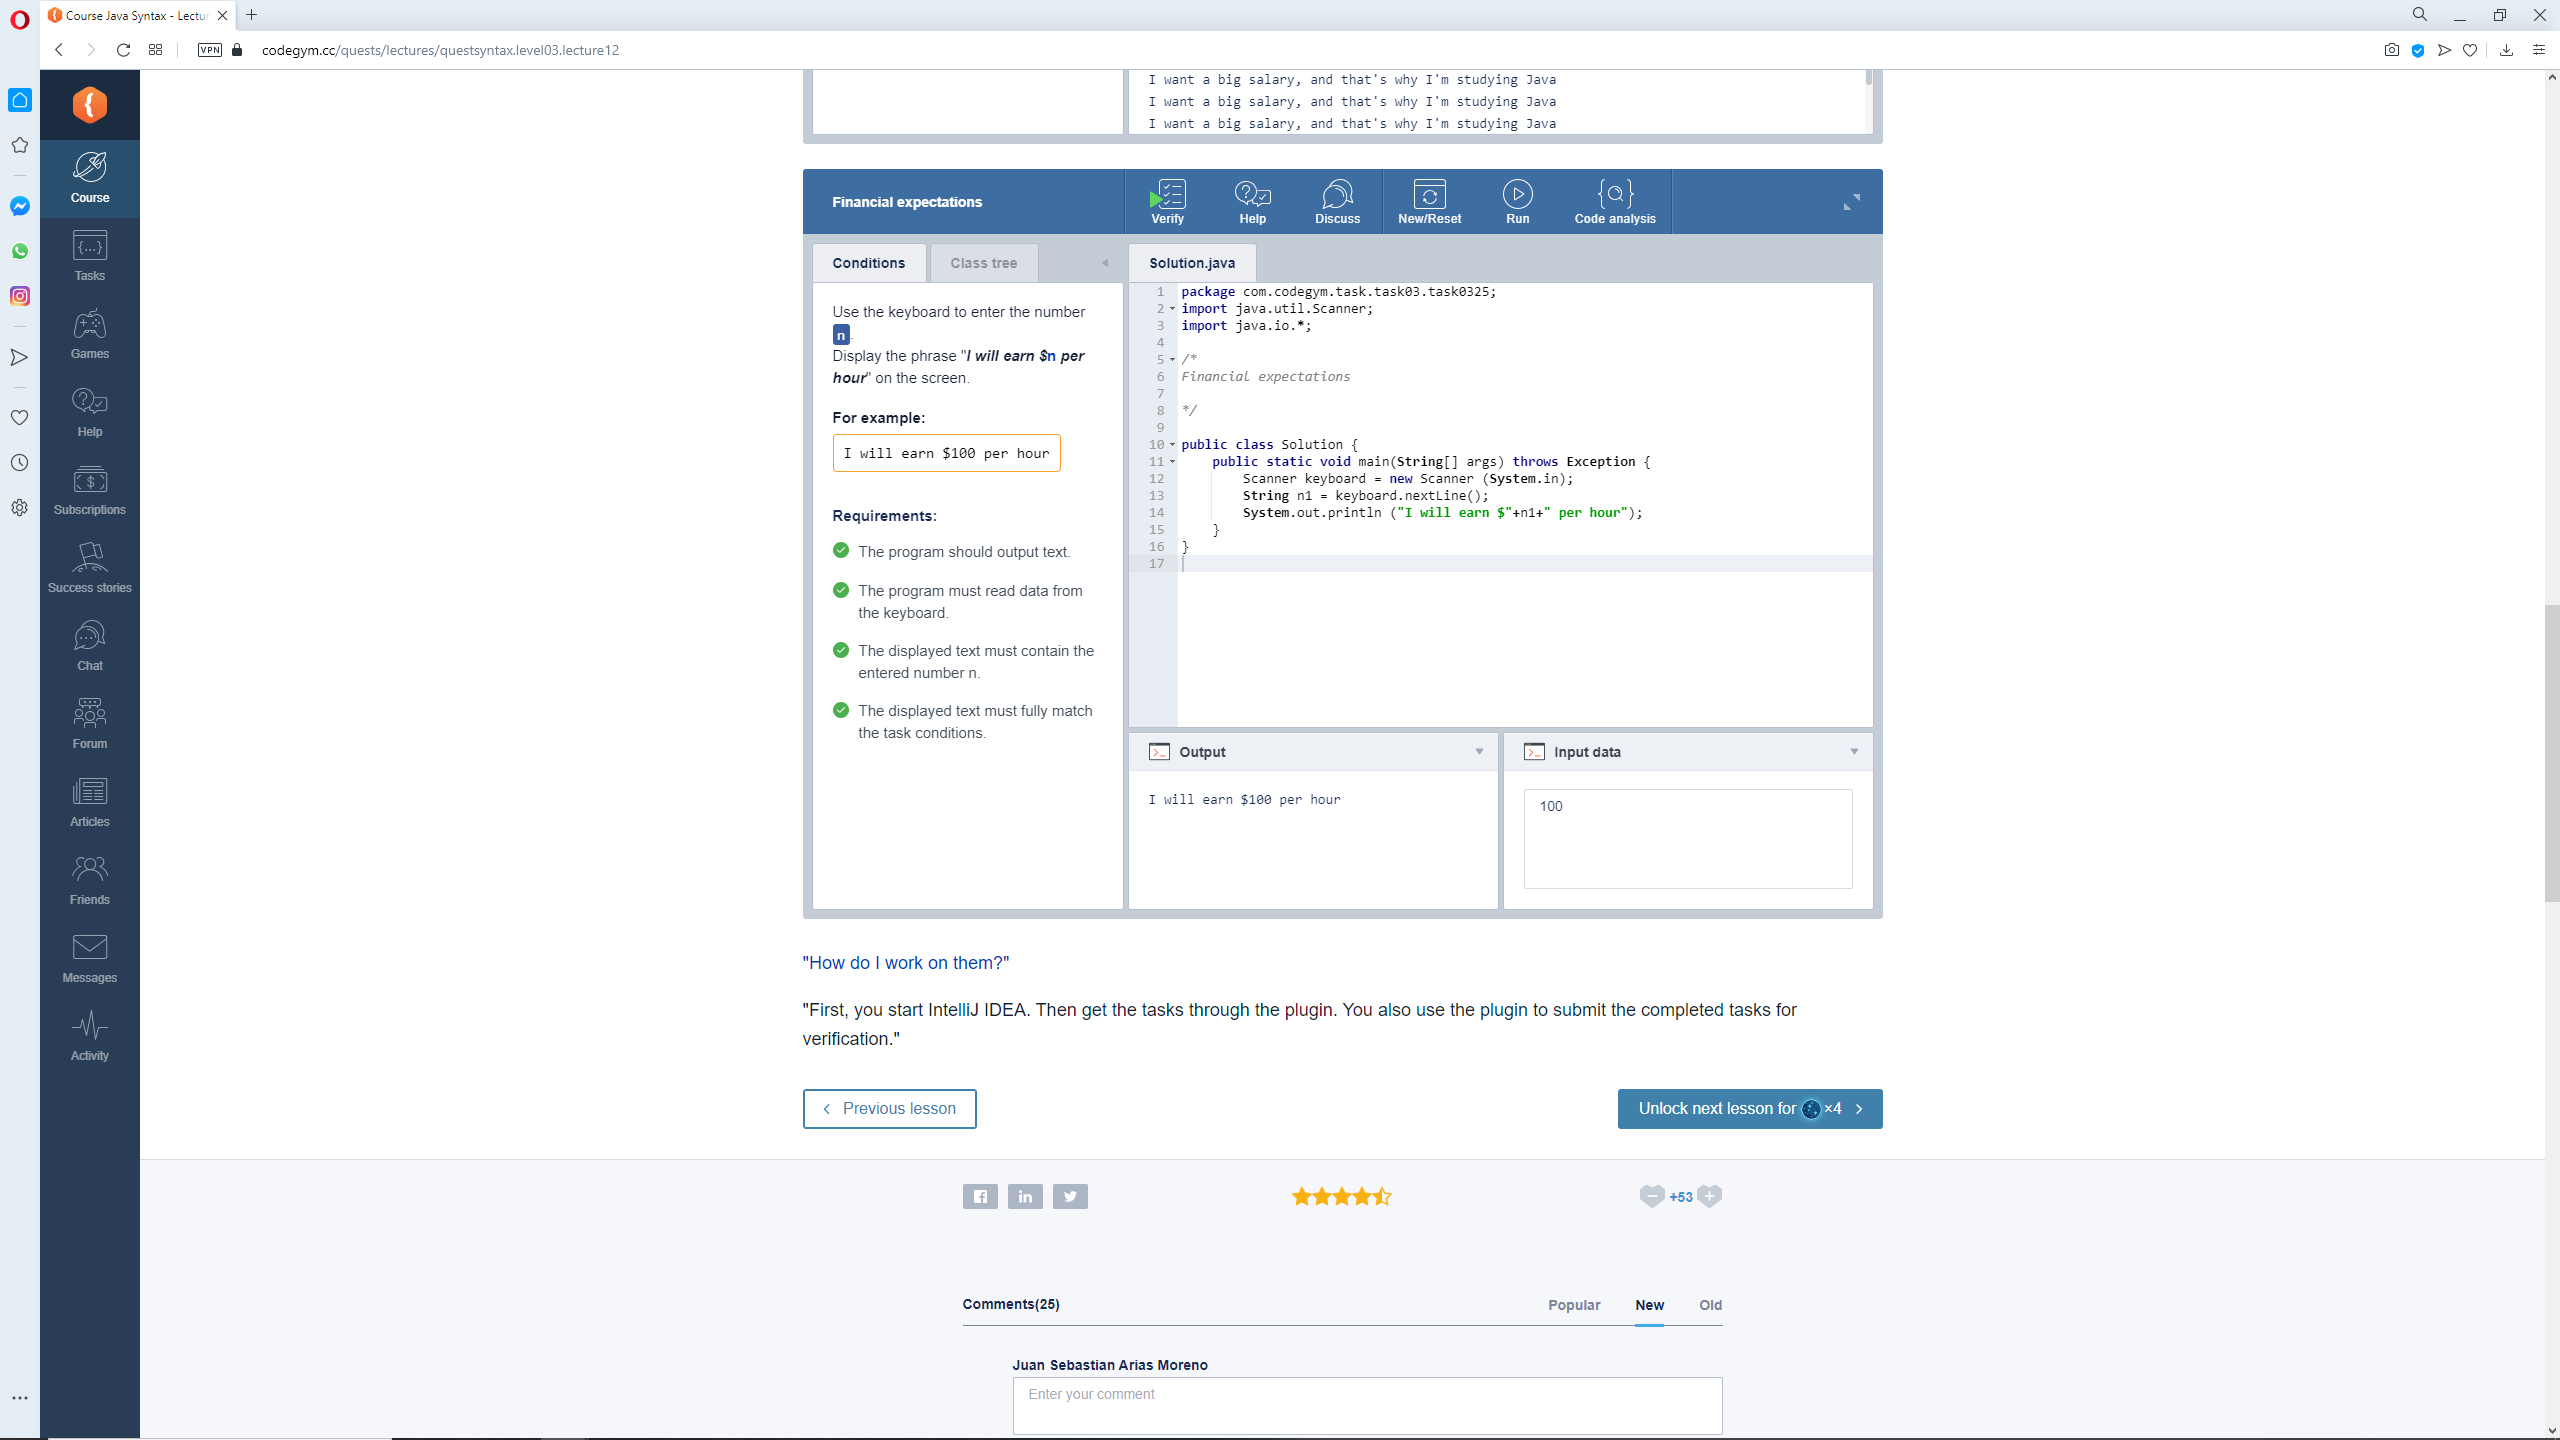 Course Java Syntax - Lectu
VPN
codegym.cc/quests/lectures/questsyntax.level03.lecture12
Course
Tasks
Games
Help
Subscriptions
Success stories
Chat
Forum
Articles
Friends
Messages
Activity
I want a big salary, and that's why I'm studying Java
I want a big salary, and that's why I'm studying Java
I want a big salary, and that's why I'm studying Java
Financial expectations
Verify
Help
Discuss
New/Reset
Run
Code analysis
Conditions
Class tree
Solution.java
Use the keyboard to enter the number
n.
Display the phrase "I will earn $n per
hour" on the screen.
For example:
I will earn $100 per hour
Requirements:
The program should output text.
The program must read data from
the keyboard.
The displayed text must contain the
entered number n.
The displayed text must fully match
the task conditions.
1 package com.codegym.task.task03.task0325;
2 import java.util.Scanner;
3 import java.io.*;
4
5 /*
6 Financial expectations
7
8 */
9
10 public class Solution {
11 public static void main(String[] args) throws Exception {
12 Scanner keyboard = new Scanner (System.in);
13 String n1 = keyboard.nextLine();
14 System.out.println ("I will earn $"+n1+" per hour");
15 }
16 }
17
Output
I will earn $100 per hour
Input data
100
"How do I work on them?"
"First, you start IntelliJ IDEA. Then get the tasks through the plugin. You also use the plugin to submit the completed tasks for
verification."
Previous lesson
Unlock next lesson for ×4
+53
Comments(25)
Popular
New
Old
Juan Sebastian Arias Moreno
Enter your comment